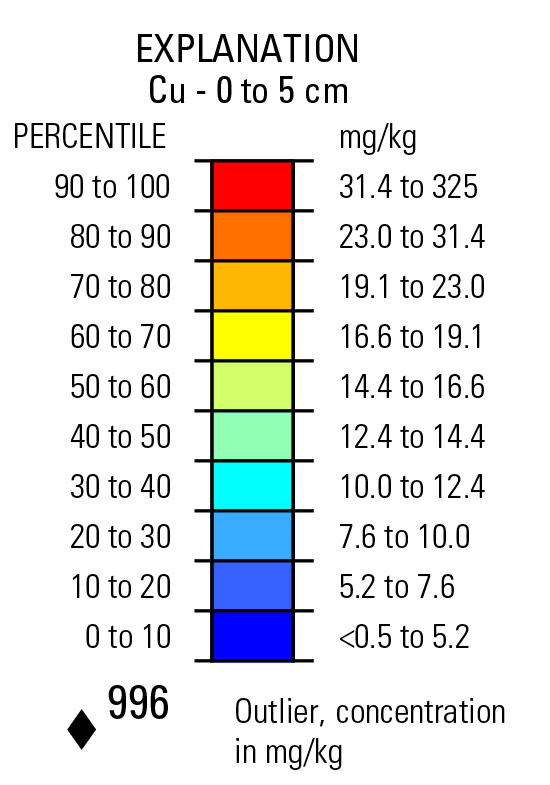 EXPLANATION
Cu - 0 to 5 cm
PERCENTILE mg/kg
90 to 100 31.4 to 325
80 to 90 23.0 to 31.4
70 to 80 19.1 to 23.0
60 to 70 16.6 to 19.1
50 to 60 14.4 to 16.6
40 to 50 12.4 to 14.4
30 to 40 10.0 to 12.4
20 to 30 7.6 to 10.0
10 to 20 5.2 to 7.6
0 to 10 <0.5 to 5.2
996 Outlier, concentration
in mg/kg